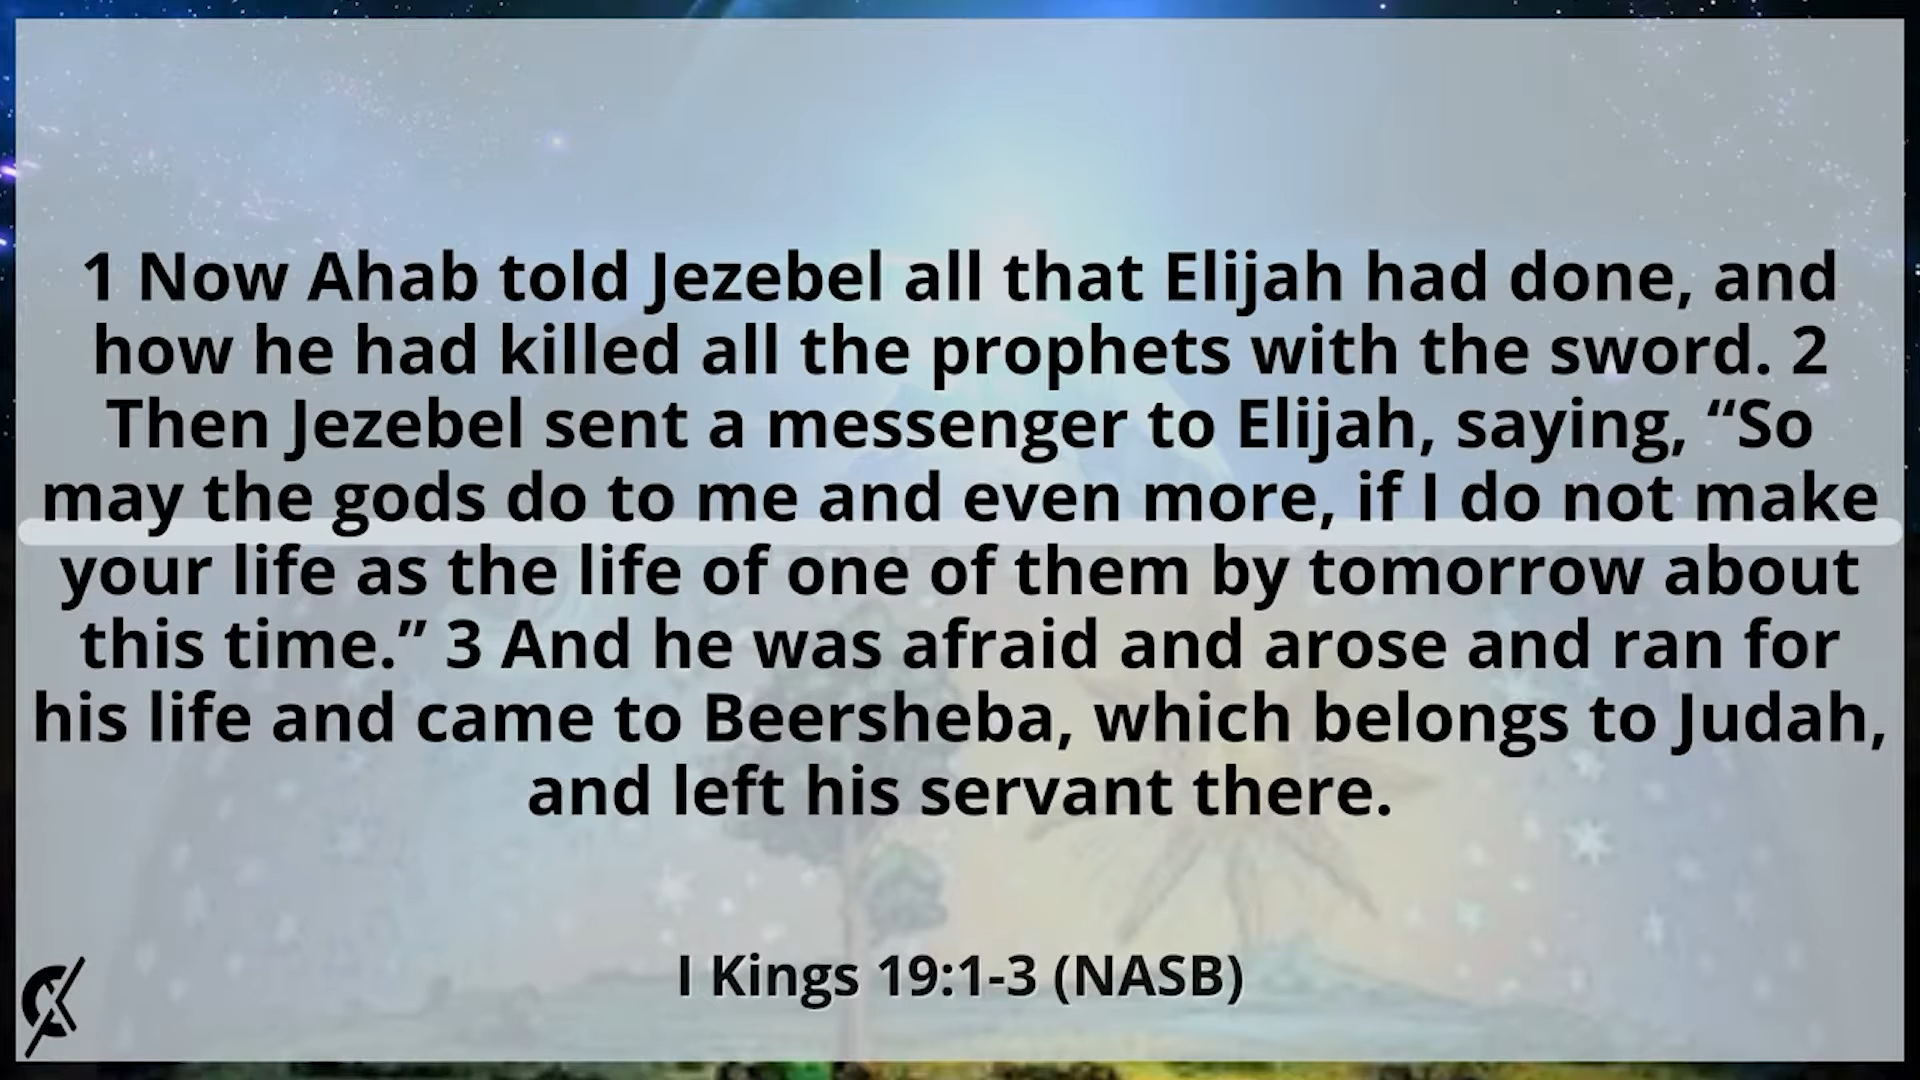 1 Now Ahab told Jezebel all that Elijah had done, and
how he had killed all the prophets with the sword. 2
Then Jezebel sent a messenger to Elijah, saying, “So
may the gods do to me and even more, if I do not make
your life as the life of one of them by tomorrow about
this time.” 3 And he was afraid and arose and ran for
his life and came to Beersheba, which belongs to Judah,
and left his servant there.
I Kings 19:1-3 (NASB)